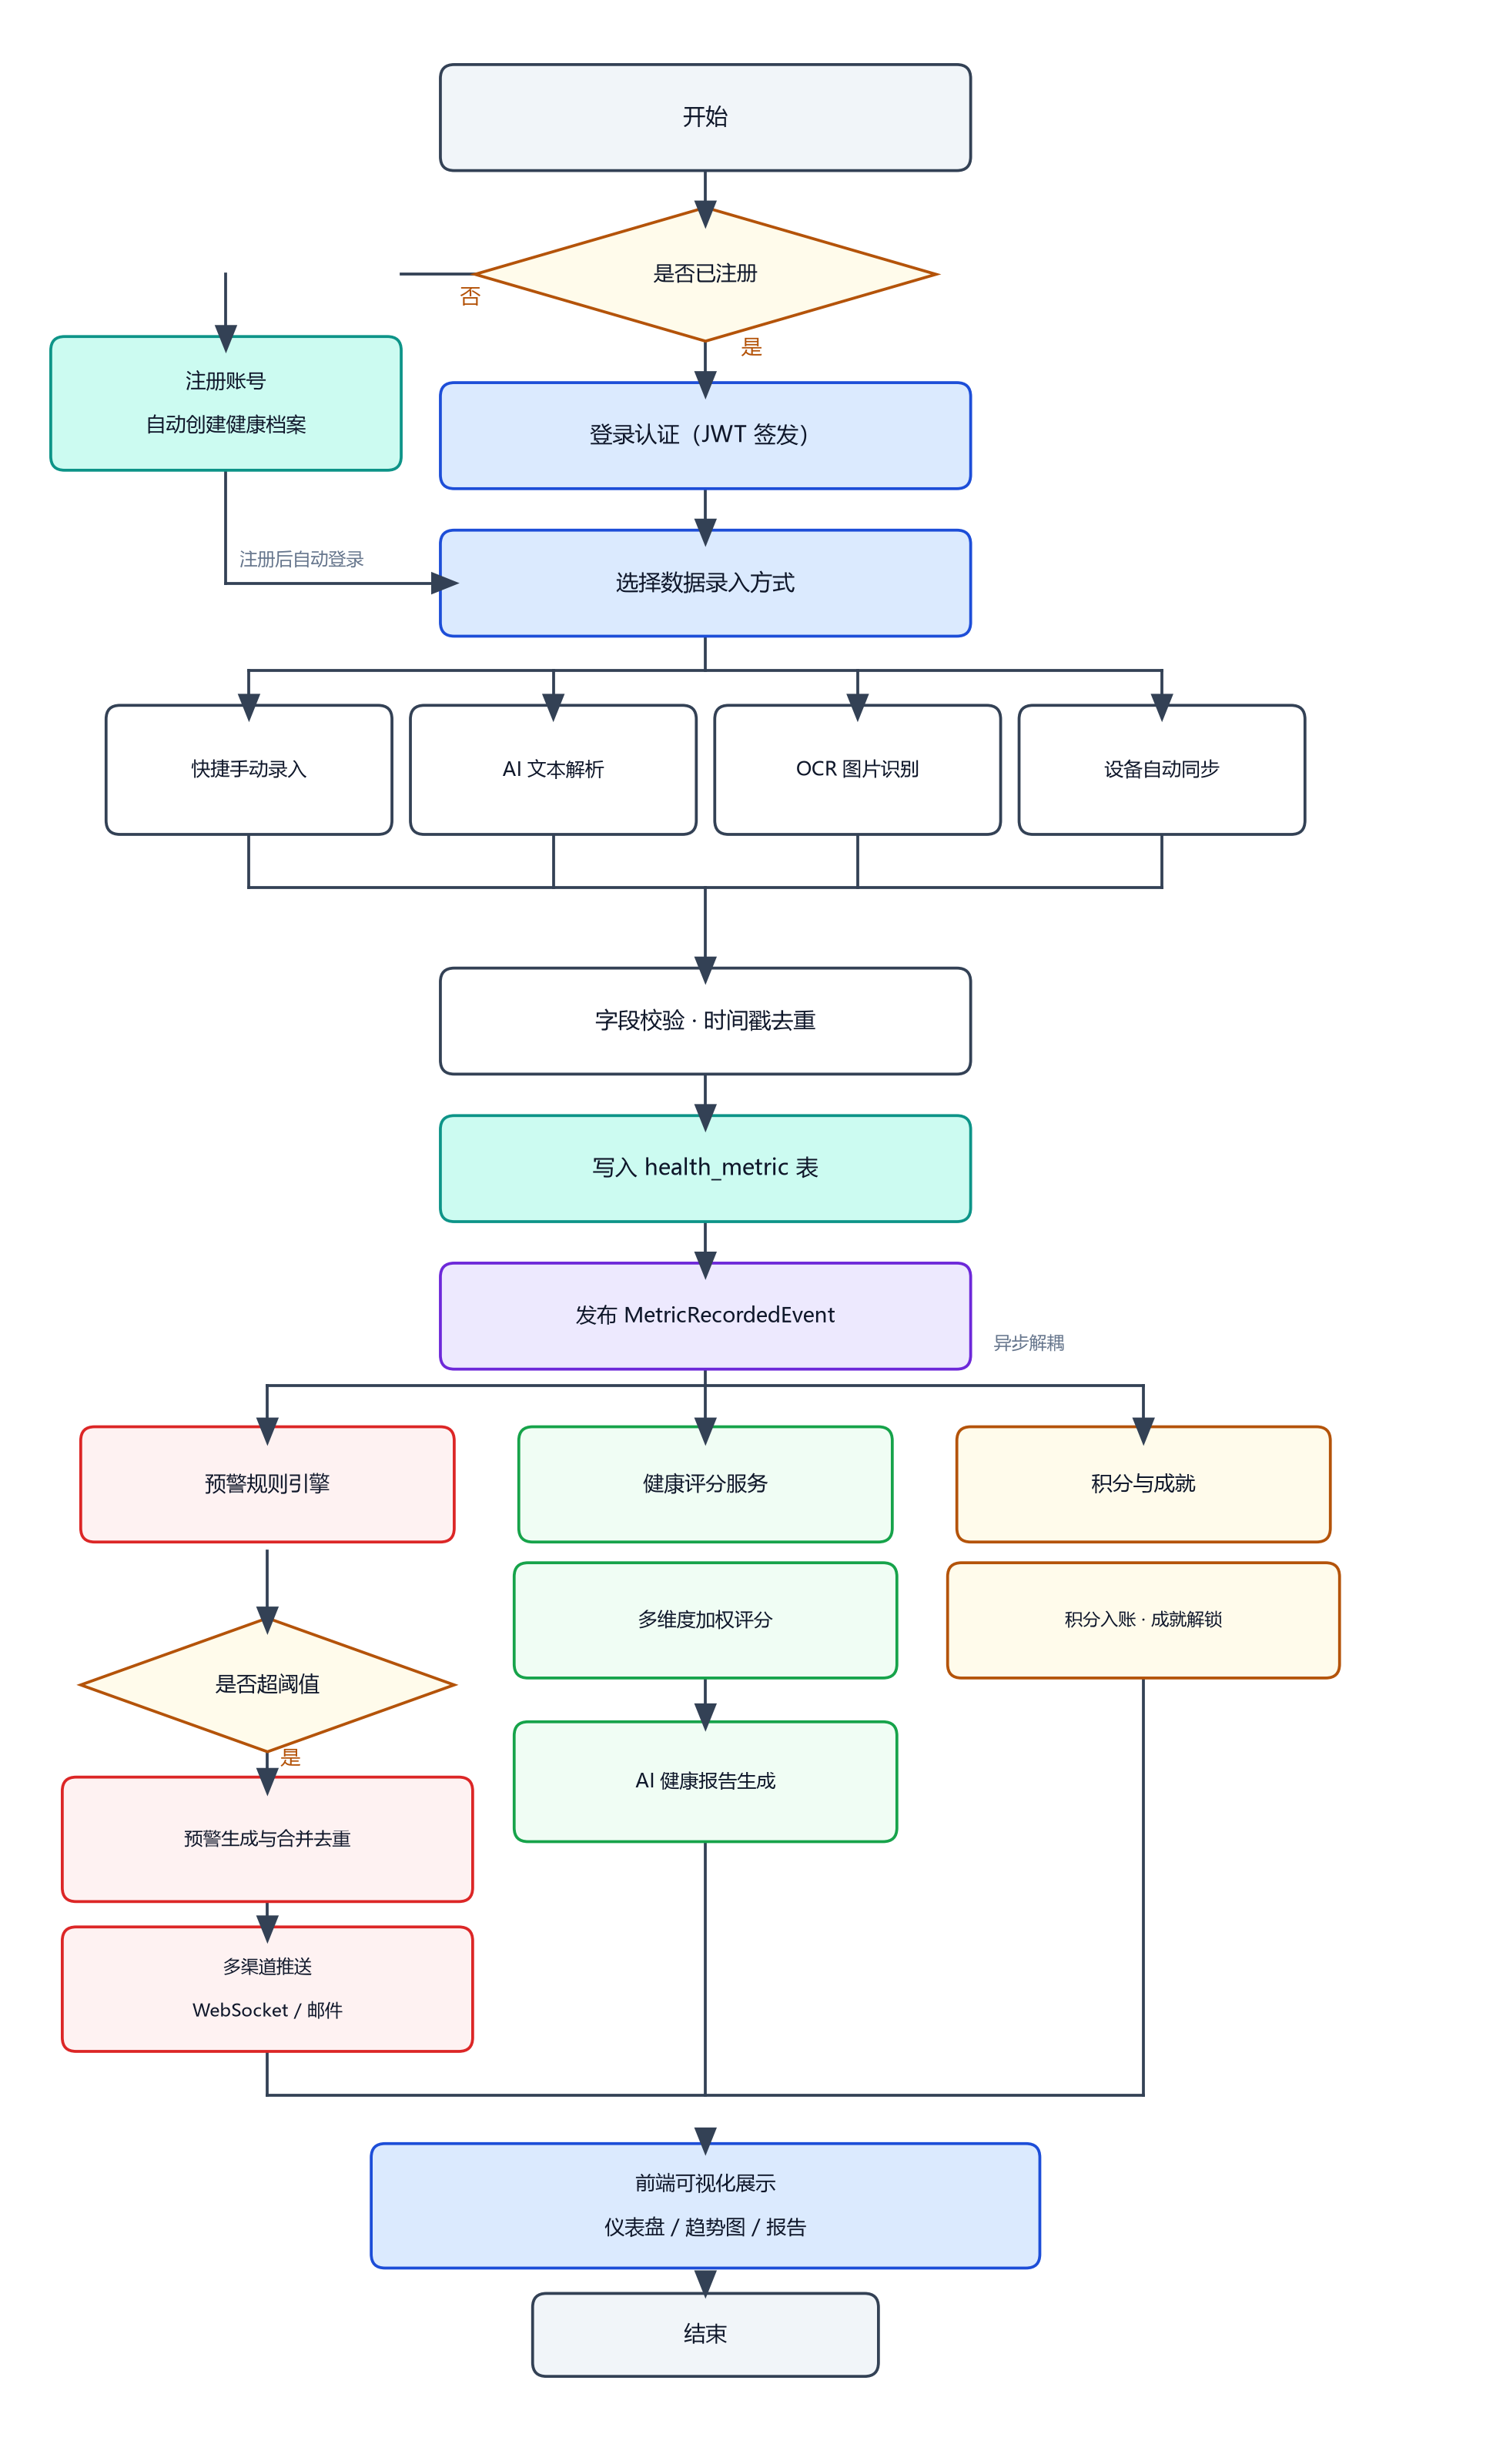 开始
是否已注册
否
是
注册账号
自动创建健康档案
登录认证（JWT 签发）
注册后自动登录
选择数据录入方式
快捷手动录入
AI 文本解析
OCR 图片识别
设备自动同步
字段校验 · 时间戳去重
写入 health_metric 表
发布 MetricRecordedEvent
异步解耦
预警规则引擎
健康评分服务
积分与成就
多维度加权评分
积分入账 · 成就解锁
是否超阈值
是
AI 健康报告生成
预警生成与合并去重
多渠道推送
WebSocket / 邮件
前端可视化展示
仪表盘 / 趋势图 / 报告
结束